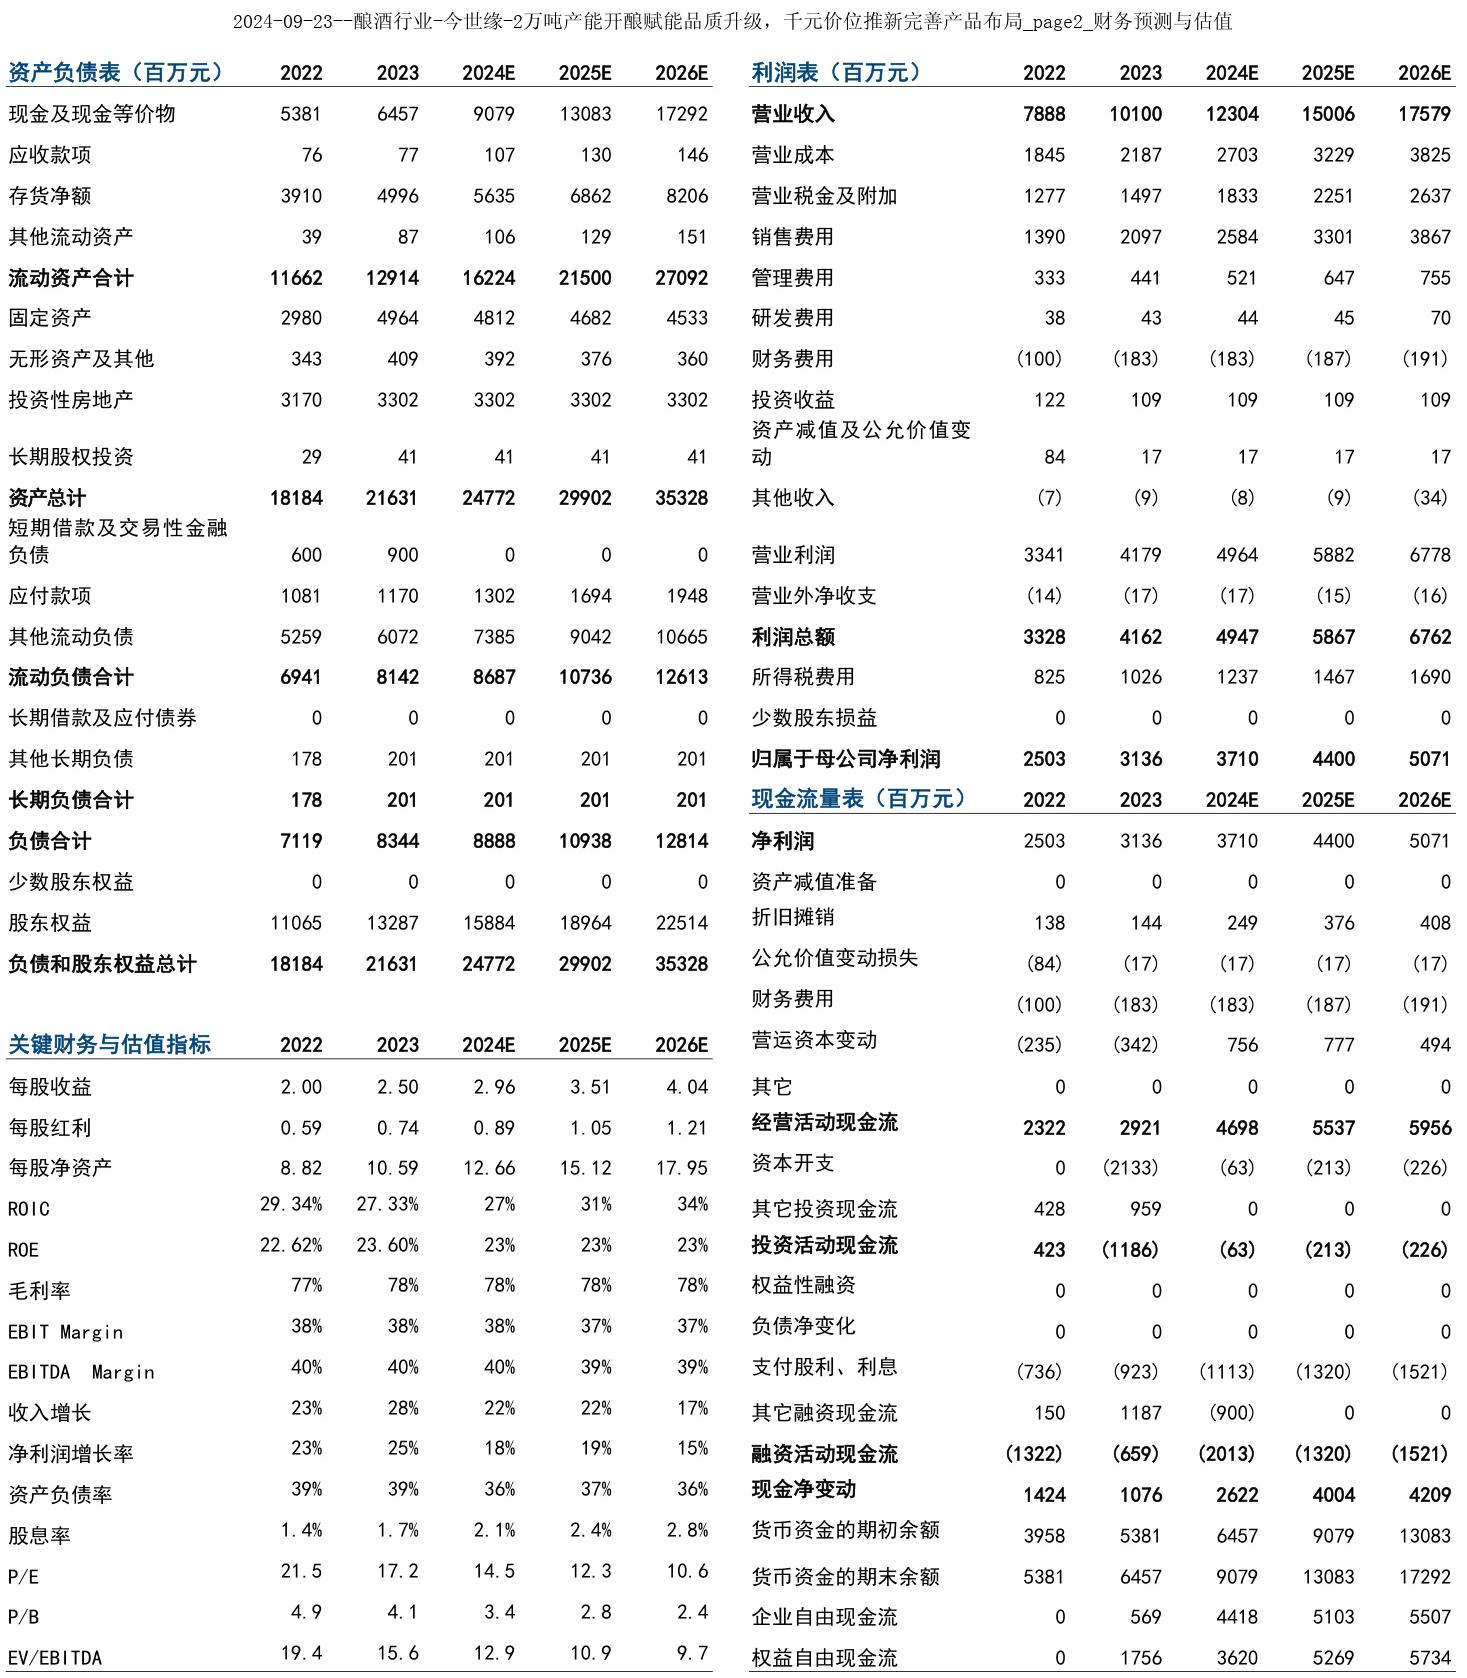 2024-09-23--酿酒行业-今世缘-2万吨产能开酿赋能品质升级，千元价位推新完善产品布局_page2_财务预测与估值
资产负债表（百万元） 2022 2023 2024E 2025E 2026E
现金及现金等价物 5381 6457 9079 13083 17292
应收款项 76 77 107 130 146
存货净额 3910 4996 5635 6862 8206
其他流动资产 39 87 106 129 151
流动资产合计 11662 12914 16224 21500 27092
固定资产 2980 4964 4812 4682 4533
无形资产及其他 343 409 392 376 360
投资性房地产 3170 3302 3302 3302 3302
长期股权投资 29 41 41 41 41
资产总计 18184 21631 24772 29902 35328
短期借款及交易性金融
负债 600 900 0 0 0
应付款项 1081 1170 1302 1694 1948
其他流动负债 5259 6072 7385 9042 10665
流动负债合计 6941 8142 8687 10736 12613
长期借款及应付债券 0 0 0 0 0
其他长期负债 178 201 201 201 201
长期负债合计 178 201 201 201 201
负债合计 7119 8344 8888 10938 12814
少数股东权益 0 0 0 0 0
股东权益 11065 13287 15884 18964 22514
负债和股东权益总计 18184 21631 24772 29902 35328
关键财务与估值指标 2022 2023 2024E 2025E 2026E
每股收益 2.00 2.50 2.96 3.51 4.04
每股红利 0.59 0.74 0.89 1.05 1.21
每股净资产 8.82 10.59 12.66 15.12 17.95
ROIC 29.34% 27.33% 27% 31% 34%
ROE 22.62% 23.60% 23% 23% 23%
毛利率 77% 78% 78% 78% 78%
EBIT Margin 38% 38% 38% 37% 37%
EBITDA Margin 40% 40% 40% 39% 39%
收入增长 23% 28% 22% 22% 17%
净利润增长率 23% 25% 18% 19% 15%
资产负债率 39% 39% 36% 37% 36%
股息率 1.4% 1.7% 2.1% 2.4% 2.8%
P/E 21.5 17.2 14.5 12.3 10.6
P/B 4.9 4.1 3.4 2.8 2.4
EV/EBITDA 19.4 15.6 12.9 10.9 9.7
利润表（百万元） 2022 2023 2024E 2025E 2026E
营业收入 7888 10100 12304 15006 17579
营业成本 1845 2187 2703 3229 3825
营业税金及附加 1277 1497 1833 2251 2637
销售费用 1390 2097 2584 3301 3867
管理费用 333 441 521 647 755
研发费用 38 43 44 45 70
财务费用 (100) (183) (183) (187) (191)
投资收益 122 109 109 109 109
资产减值及公允价值变
动 84 17 17 17 17
其他收入 (7) (9) (8) (9) (34)
营业利润 3341 4179 4964 5882 6778
营业外净收支 (14) (17) (17) (15) (16)
利润总额 3328 4162 4947 5867 6762
所得税费用 825 1026 1237 1467 1690
少数股东损益 0 0 0 0 0
归属于母公司净利润 2503 3136 3710 4400 5071
现金流量表（百万元） 2022 2023 2024E 2025E 2026E
净利润 2503 3136 3710 4400 5071
资产减值准备 0 0 0 0 0
折旧摊销 138 144 249 376 408
公允价值变动损失 (84) (17) (17) (17) (17)
财务费用 (100) (183) (183) (187) (191)
营运资本变动 (235) (342) 756 777 494
其它 0 0 0 0 0
经营活动现金流 2322 2921 4698 5537 5956
资本开支 0 (2133) (63) (213) (226)
其它投资现金流 428 959 0 0 0
投资活动现金流 423 (1186) (63) (213) (226)
权益性融资 0 0 0 0 0
负债净变化 0 0 0 0 0
支付股利、利息 (736) (923) (1113) (1320) (1521)
其它融资现金流 150 1187 (900) 0 0
融资活动现金流 (1322) (659) (2013) (1320) (1521)
现金净变动 1424 1076 2622 4004 4209
货币资金的期初余额 3958 5381 6457 9079 13083
货币资金的期末余额 5381 6457 9079 13083 17292
企业自由现金流 0 569 4418 5103 5507
权益自由现金流 0 1756 3620 5269 5734